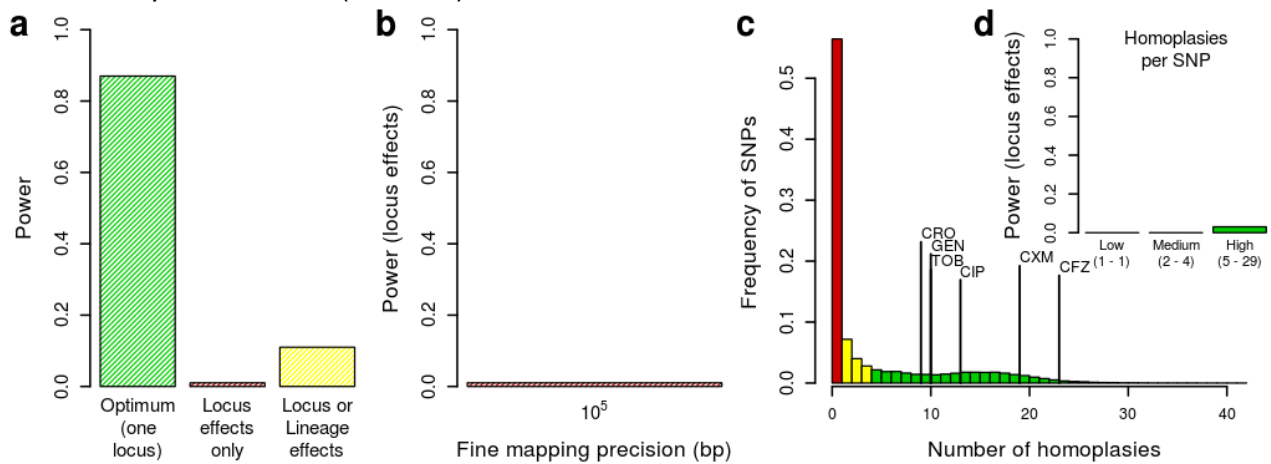 a
1.0
0.8
0.6
0.4
0.2
0.0
Power
Optimum
(one
locus)
Locus
effects
only
Locus or
Lineage
effects
b
1.0
0.8
0.6
0.4
0.2
0.0
Power (locus effects)
10⁵
Fine mapping precision (bp)
c
0.5
0.4
0.3
0.2
0.1
0.0
Frequency of SNPs
CRO
GEN
TOB
CIP
CXM
CFZ
0 10 20 30 40
Number of homoplasies
d
Homoplasies
per SNP
1.0
0.8
0.6
0.4
0.2
0.0
Power (locus effects)
Low
(1 - 1)
Medium
(2 - 4)
High
(5 - 29)